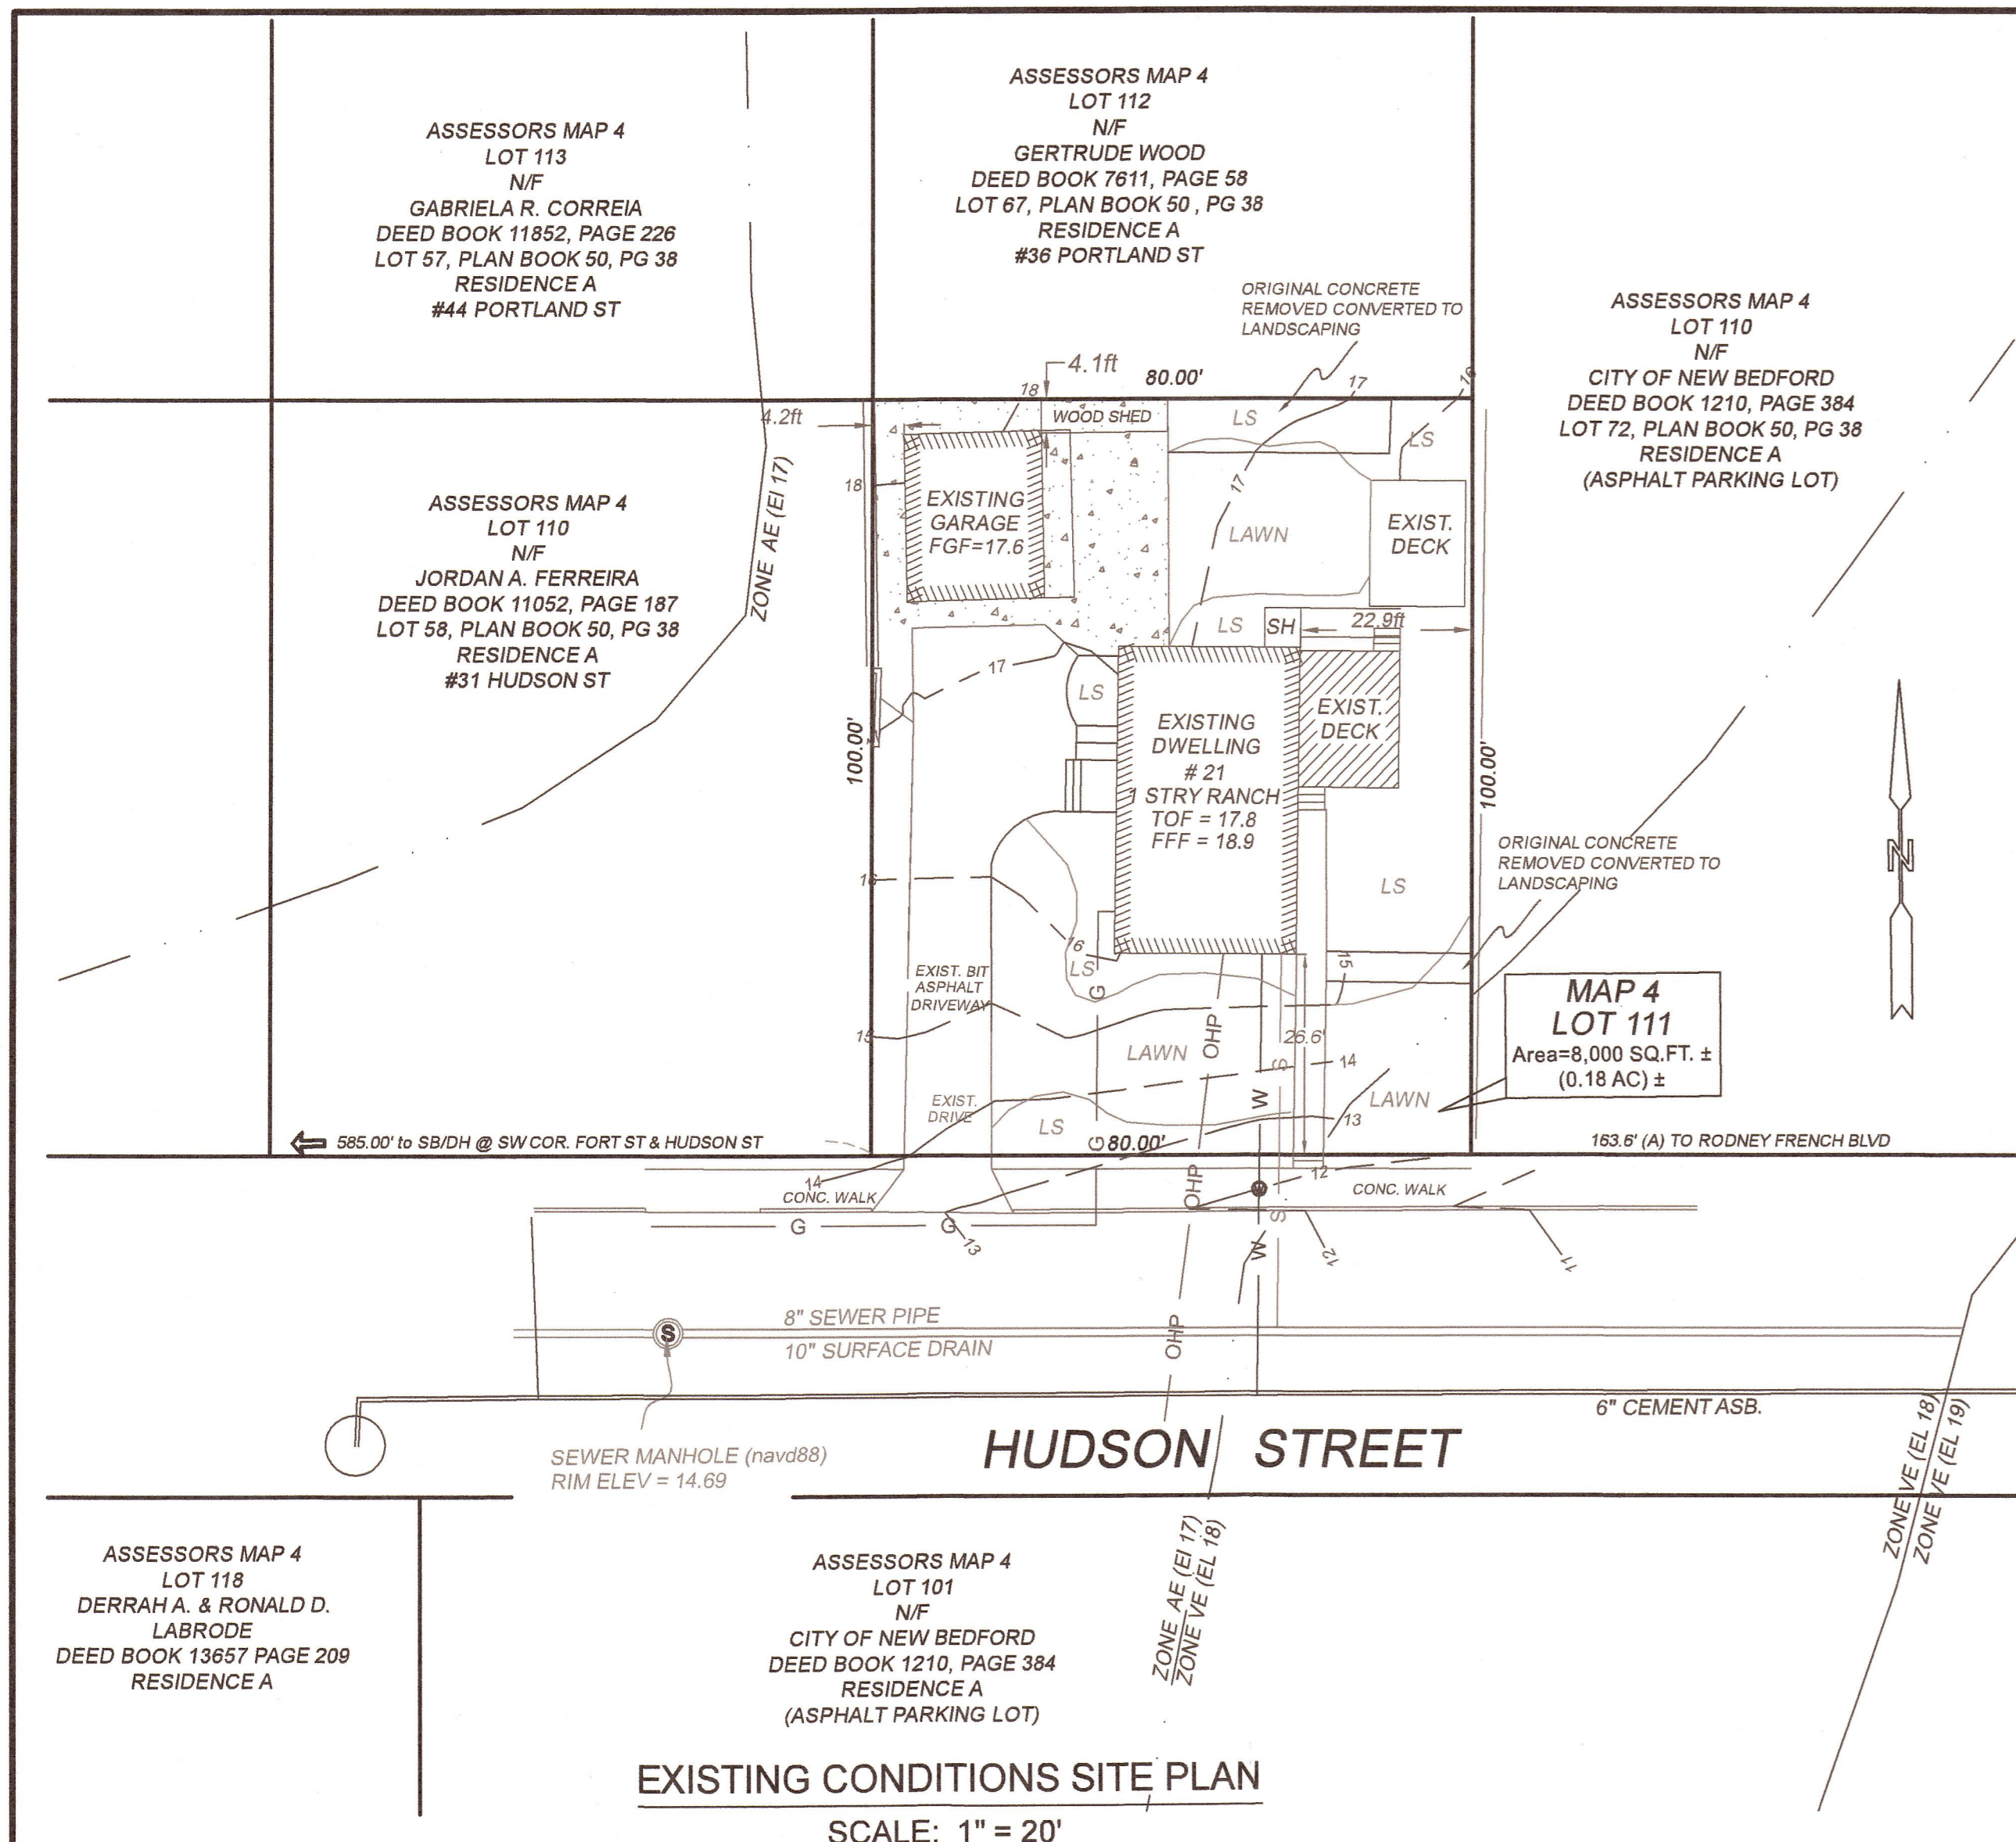 ASSESSORS MAP 4
LOT 113
N/F
GABRIELA R. CORREIA
DEED BOOK 11852, PAGE 226
LOT 57, PLAN BOOK 50, PG 38
RESIDENCE A
#44 PORTLAND ST
ASSESSORS MAP 4
LOT 112
N/F
GERTRUDE WOOD
DEED BOOK 7611, PAGE 58
LOT 67, PLAN BOOK 50 , PG 38
RESIDENCE A
#36 PORTLAND ST
ORIGINAL CONCRETE
REMOVED CONVERTED TO
LANDSCAPING
ASSESSORS MAP 4
LOT 110
N/F
CITY OF NEW BEDFORD
DEED BOOK 1210, PAGE 384
LOT 72, PLAN BOOK 50, PG 38
RESIDENCE A
(ASPHALT PARKING LOT)
4.1ft
80.00'
18
17
16
4.2ft
WOOD SHED
LS
LS
ZONE AE (El 17)
18
17
EXISTING
GARAGE
FGF=17.6
LAWN
EXIST.
DECK
ASSESSORS MAP 4
LOT 110
N/F
JORDAN A. FERREIRA
DEED BOOK 11052, PAGE 187
LOT 58, PLAN BOOK 50, PG 38
RESIDENCE A
#31 HUDSON ST
LS
SH
22.9ft
17
LS
EXISTING
DWELLING
# 21
1 STRY RANCH
TOF = 17.8
FFF = 18.9
EXIST.
DECK
100.00'
100.00'
N
ORIGINAL CONCRETE
REMOVED CONVERTED TO
LANDSCAPING
16
LS
16
LS
G
15
EXIST. BIT
ASPHALT
DRIVEWAY
MAP 4
LOT 111
Area=8,000 SQ.FT. ±
(0.18 AC) ±
15
LAWN
OHP
26.6'
S
14
W
EXIST.
DRIVE
LS
13
LAWN
585.00' to SB/DH @ SW COR. FORT ST & HUDSON ST
G
80.00'
163.6' (A) TO RODNEY FRENCH BLVD
14
CONC. WALK
OHP
W
12
CONC. WALK
S
G
G
13
W
12
11
8" SEWER PIPE
S
10" SURFACE DRAIN
OHP
6" CEMENT ASB.
HUDSON STREET
SEWER MANHOLE (navd88)
RIM ELEV = 14.69
ZONE VE (EL 18)
ZONE VE (EL 19)
ZONE AE (El 17)
ZONE VE (EL 18)
ASSESSORS MAP 4
LOT 118
DERRAH A. & RONALD D.
LABRODE
DEED BOOK 13657 PAGE 209
RESIDENCE A
ASSESSORS MAP 4
LOT 101
N/F
CITY OF NEW BEDFORD
DEED BOOK 1210, PAGE 384
RESIDENCE A
(ASPHALT PARKING LOT)
EXISTING CONDITIONS SITE PLAN
SCALE: 1" = 20'